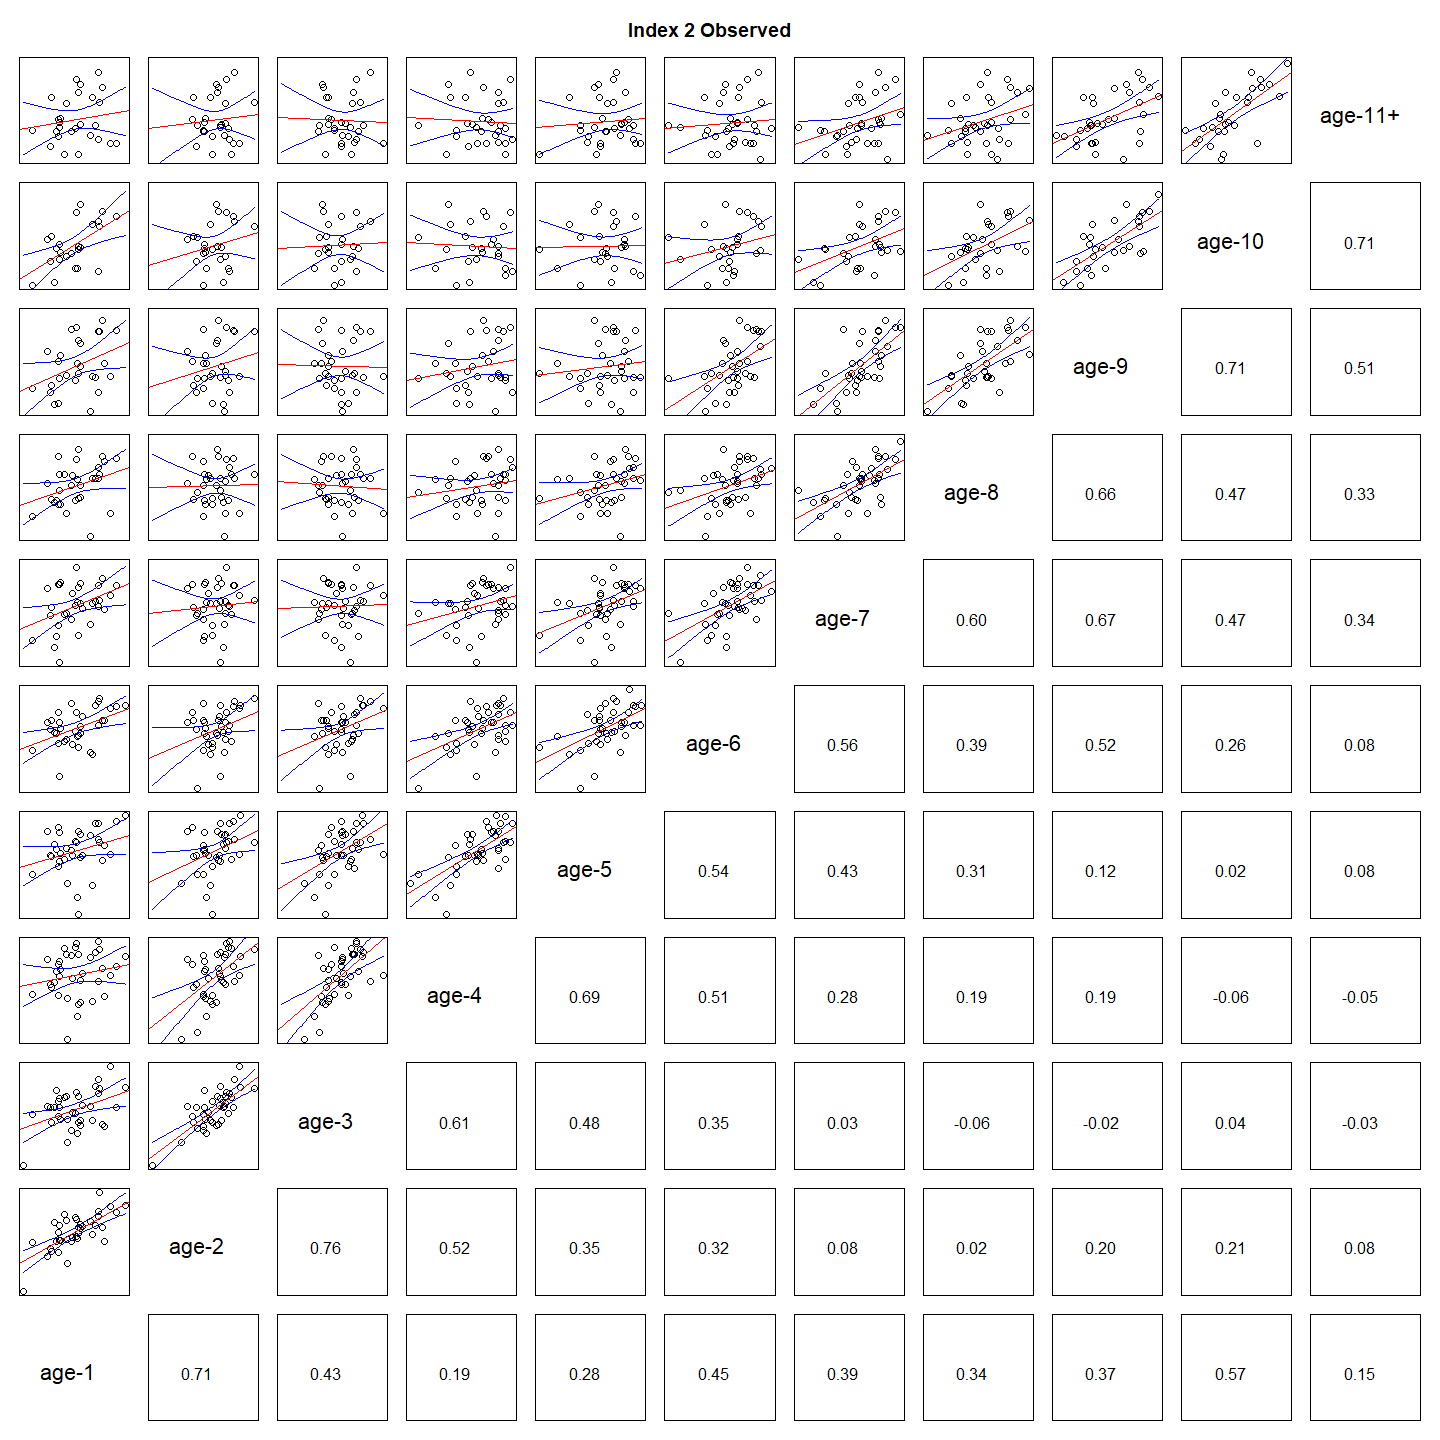 Index 2 Observed
age-11+
age-10 0.71
age-9 0.71 0.51
age-8 0.66 0.47 0.33
age-7 0.60 0.67 0.47 0.34
age-6 0.56 0.39 0.52 0.26 0.08
age-5 0.54 0.43 0.31 0.12 0.02 0.08
age-4 0.69 0.51 0.28 0.19 0.19 -0.06 -0.05
age-3 0.61 0.48 0.35 0.03 -0.06 -0.02 0.04 -0.03
age-2 0.76 0.52 0.35 0.32 0.08 0.02 0.20 0.21 0.08
age-1 0.71 0.43 0.19 0.28 0.45 0.39 0.34 0.37 0.57 0.15